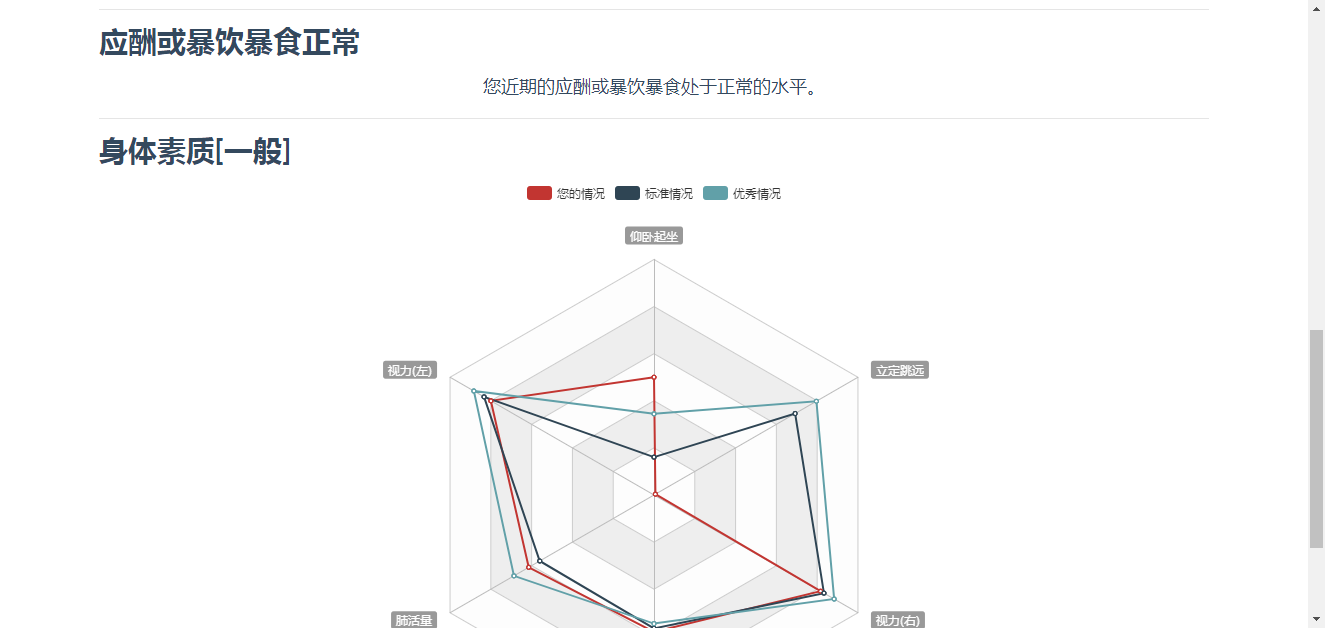 应酬或暴饮暴食正常
您近期的应酬或暴饮暴食处于正常的水平。
身体素质[一般]
您的情况 标准情况 优秀情况
仰卧起坐
视力(左) 立定跳远
肺活量 视力(右)